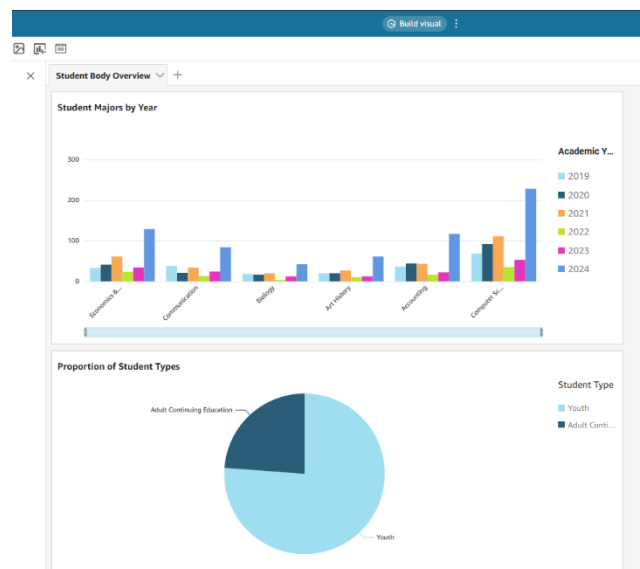 Build visual
Student Body Overview
Student Majors by Year
300
200
100
0
Economics &...
Communication
Biology
Art History
Accounting
Computer Sc...
Academic Y...
2019
2020
2021
2022
2023
2024
Proportion of Student Types
Adult Continuing Education
Youth
Student Type
Youth
Adult Conti...